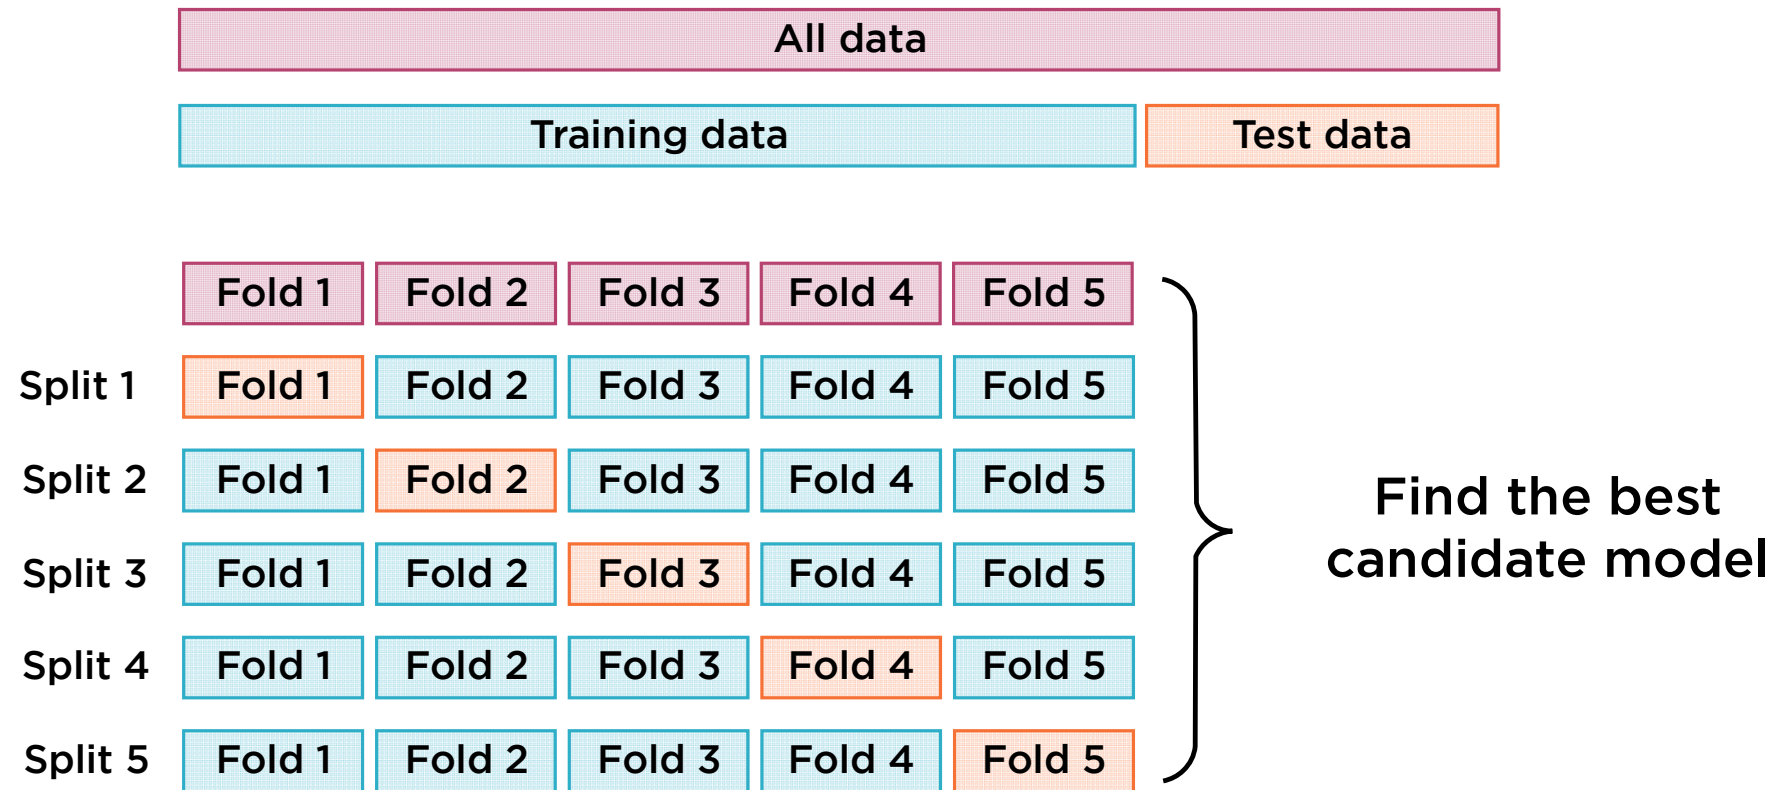 All data
Training data Test data
Fold 1 Fold 2 Fold 3 Fold 4 Fold 5
Split 1 Fold 1 Fold 2 Fold 3 Fold 4 Fold 5
Split 2 Fold 1 Fold 2 Fold 3 Fold 4 Fold 5
Split 3 Fold 1 Fold 2 Fold 3 Fold 4 Fold 5
Split 4 Fold 1 Fold 2 Fold 3 Fold 4 Fold 5
Split 5 Fold 1 Fold 2 Fold 3 Fold 4 Fold 5
Find the best
candidate model